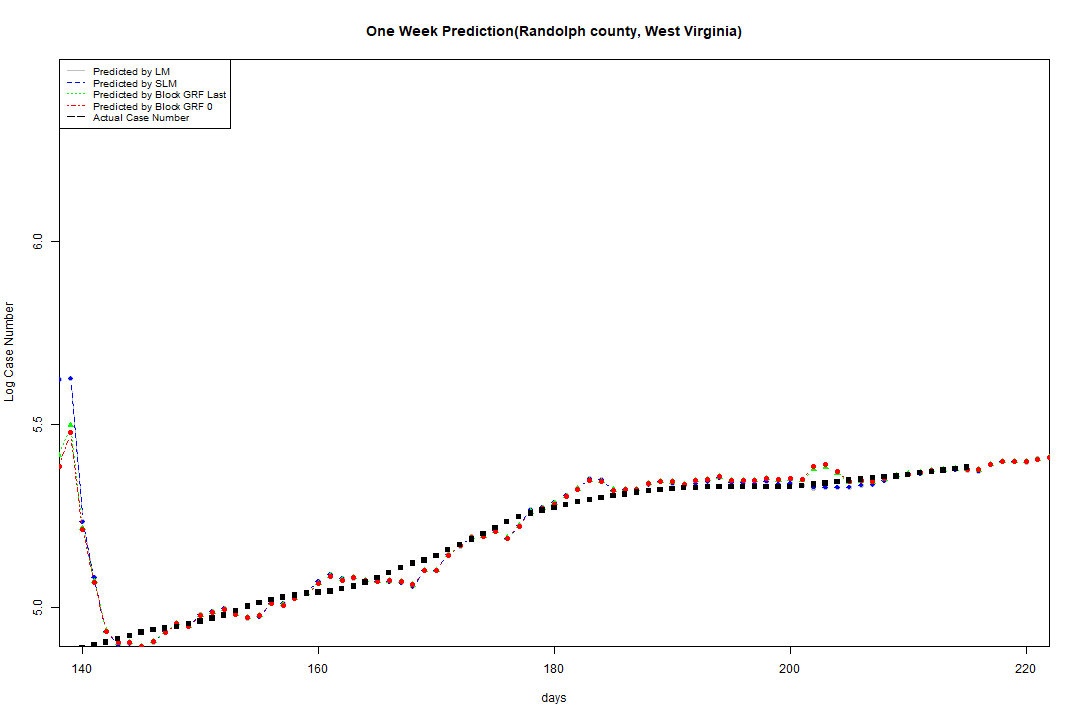 One Week Prediction(Randolph county, West Virginia)
Predicted by LM
Predicted by SLM
Predicted by Block GRF Last
Predicted by Block GRF 0
Actual Case Number
6.0
5.5
5.0
Log Case Number
140 160 180 200 220
days